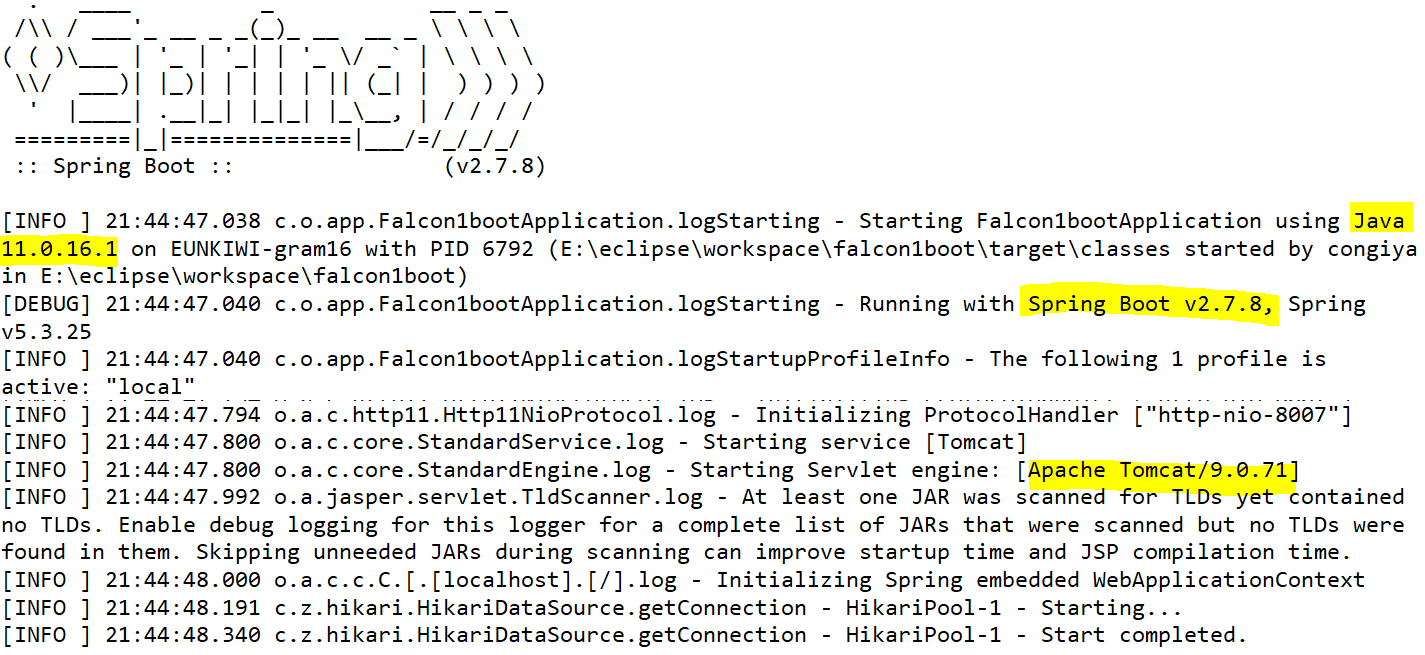 .   ____          _            __ _ _
 /\\ / ___'_ __ _ _(_)_ __  __ _ \ \ \ \
( ( )\___ | '_ | '_| | '_ \/ _` | \ \ \ \
 \\/  ___)| |_)| | | | | || (_| |  ) ) ) )
  '  |____| .__|_| |_|_| |_\__, | / / / /
 =========|_|==============|___/=/_/_/_/
 :: Spring Boot ::                (v2.7.8)
[INFO ] 21:44:47.038 c.o.app.Falcon1bootApplication.logStarting - Starting Falcon1bootApplication using Java
11.0.16.1 on EUNKIWI-gram16 with PID 6792 (E:\eclipse\workspace\falcon1boot\target\classes started by congiya
in E:\eclipse\workspace\falcon1boot)
[DEBUG] 21:44:47.040 c.o.app.Falcon1bootApplication.logStarting - Running with Spring Boot v2.7.8, Spring
v5.3.25
[INFO ] 21:44:47.040 c.o.app.Falcon1bootApplication.logStartupProfileInfo - The following 1 profile is
active: "local"
[INFO ] 21:44:47.794 o.a.c.http11.Http11NioProtocol.log - Initializing ProtocolHandler ["http-nio-8007"]
[INFO ] 21:44:47.800 o.a.c.core.StandardService.log - Starting service [Tomcat]
[INFO ] 21:44:47.800 o.a.c.core.StandardEngine.log - Starting Servlet engine: [Apache Tomcat/9.0.71]
[INFO ] 21:44:47.992 o.a.jasper.servlet.TldScanner.log - At least one JAR was scanned for TLDs yet contained
no TLDs. Enable debug logging for this logger for a complete list of JARs that were scanned but no TLDs were
found in them. Skipping unneeded JARs during scanning can improve startup time and JSP compilation time.
[INFO ] 21:44:48.000 o.a.c.c.C.[.[localhost].[/].log - Initializing Spring embedded WebApplicationContext
[INFO ] 21:44:48.191 c.z.hikari.HikariDataSource.getConnection - HikariPool-1 - Starting...
[INFO ] 21:44:48.340 c.z.hikari.HikariDataSource.getConnection - HikariPool-1 - Start completed.